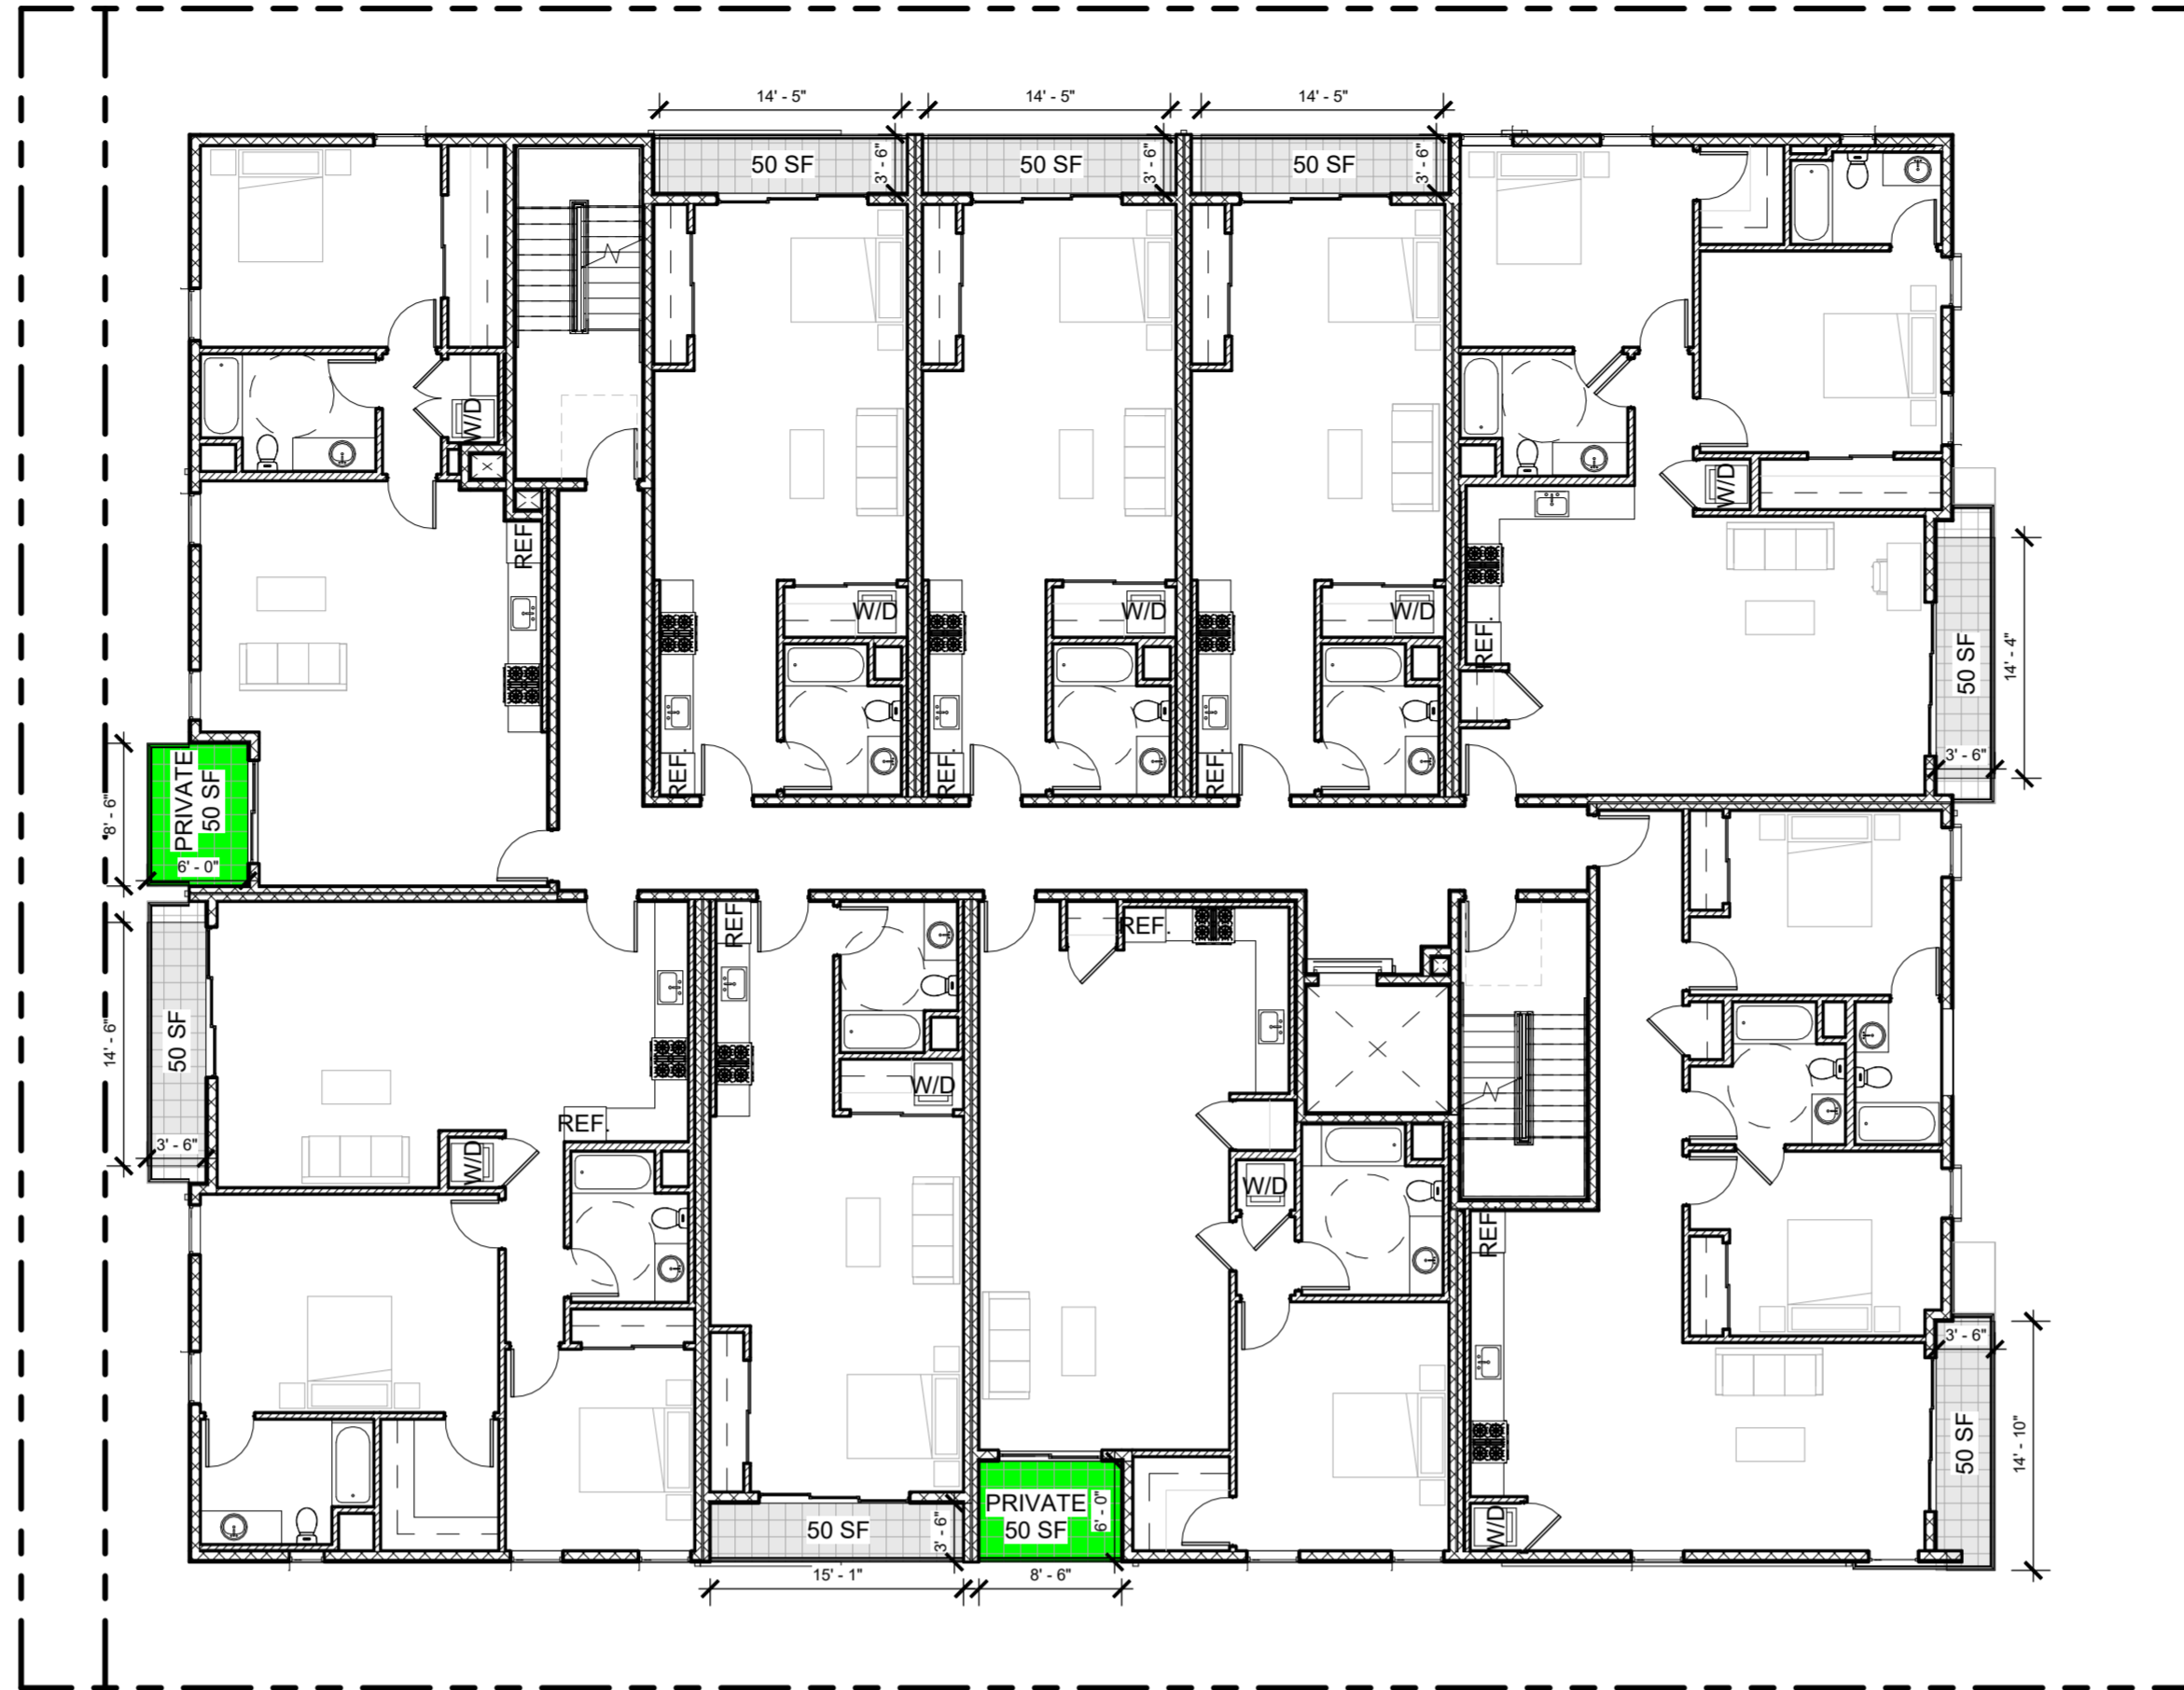 14' - 5"
14' - 5"
14' - 5"
50 SF
3' - 6"
50 SF
3' - 6"
50 SF
3' - 6"
W/D
W/D
REF.
W/D
W/D
W/D
REF.
50 SF
14' - 4"
3' - 6"
PRIVATE
50 SF
8' - 6"
6' - 0"
REF.
REF.
REF.
REF.
REF.
50 SF
14' - 6"
3' - 6"
W/D
REF.
W/D
W/D
REF.
3' - 6"
50 SF
14' - 10"
50 SF
3' - 6"
PRIVATE
50 SF
6' - 0"
W/D
15' - 1"
8' - 6"